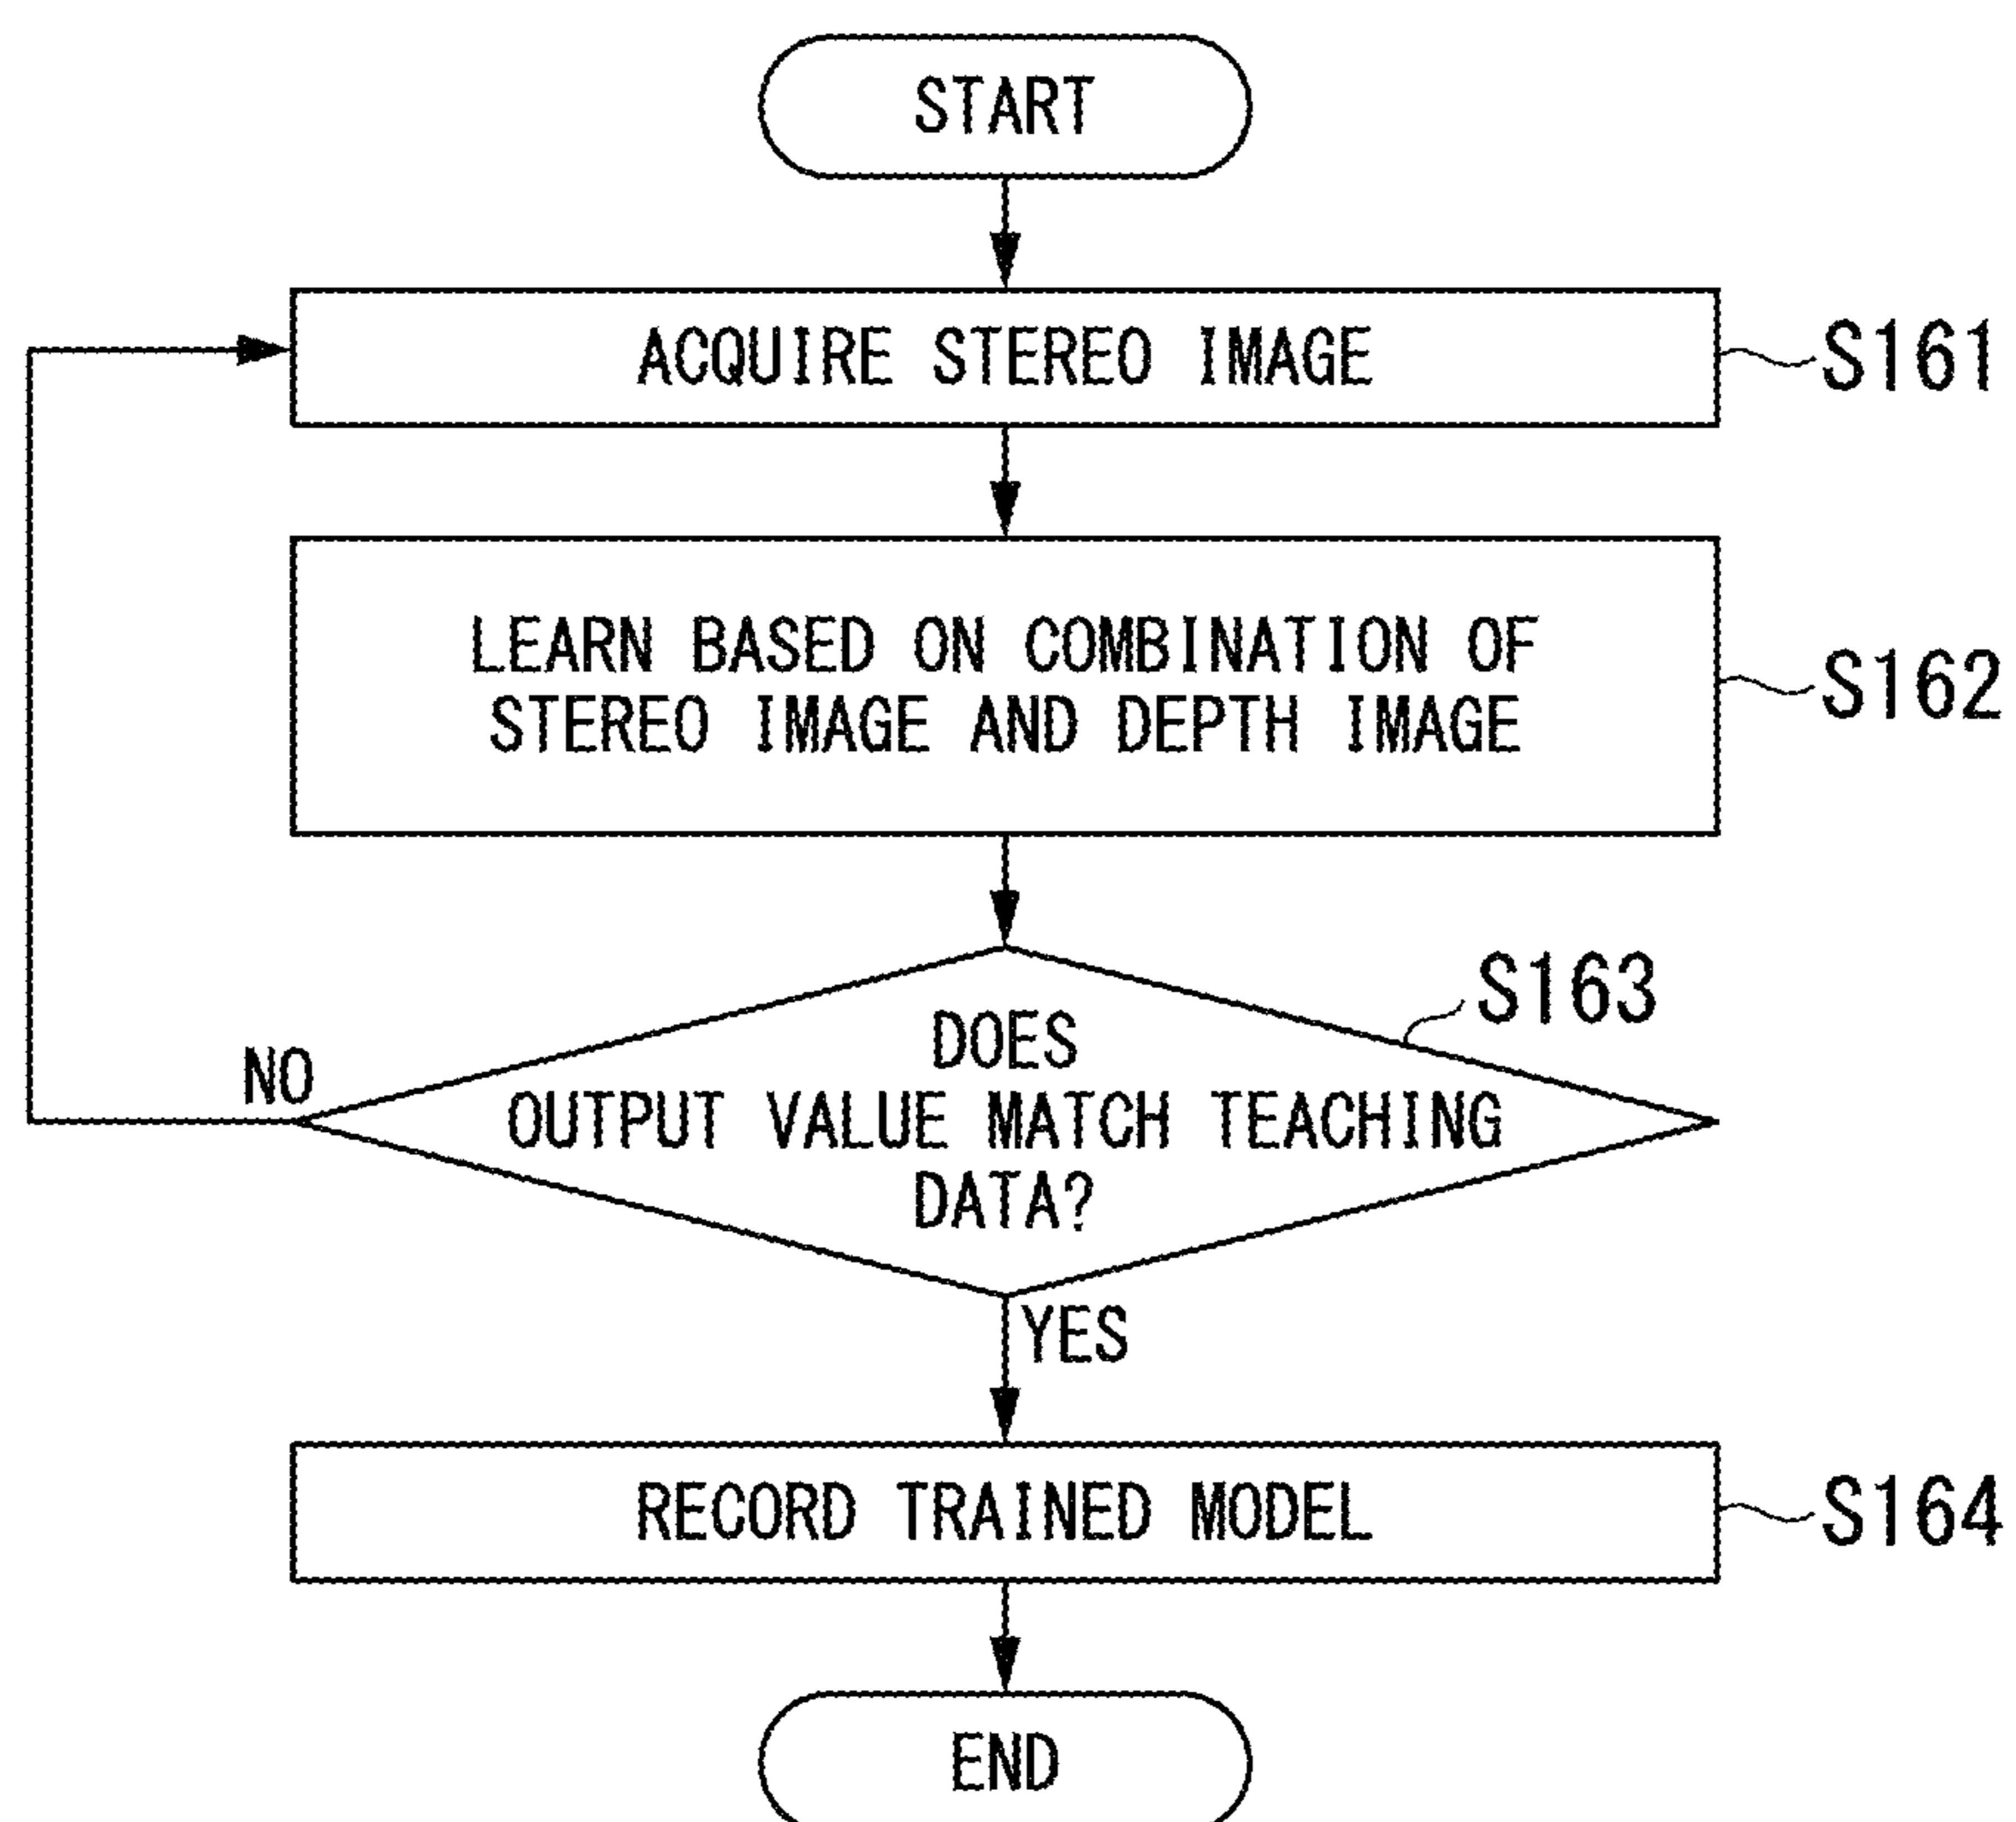 START
ACQUIRE STEREO IMAGE
S161
LEARN BASED ON COMBINATION OF
STEREO IMAGE AND DEPTH IMAGE
S162
S163
DOES
OUTPUT VALUE MATCH TEACHING
DATA?
NO
YES
RECORD TRAINED MODEL
S164
END